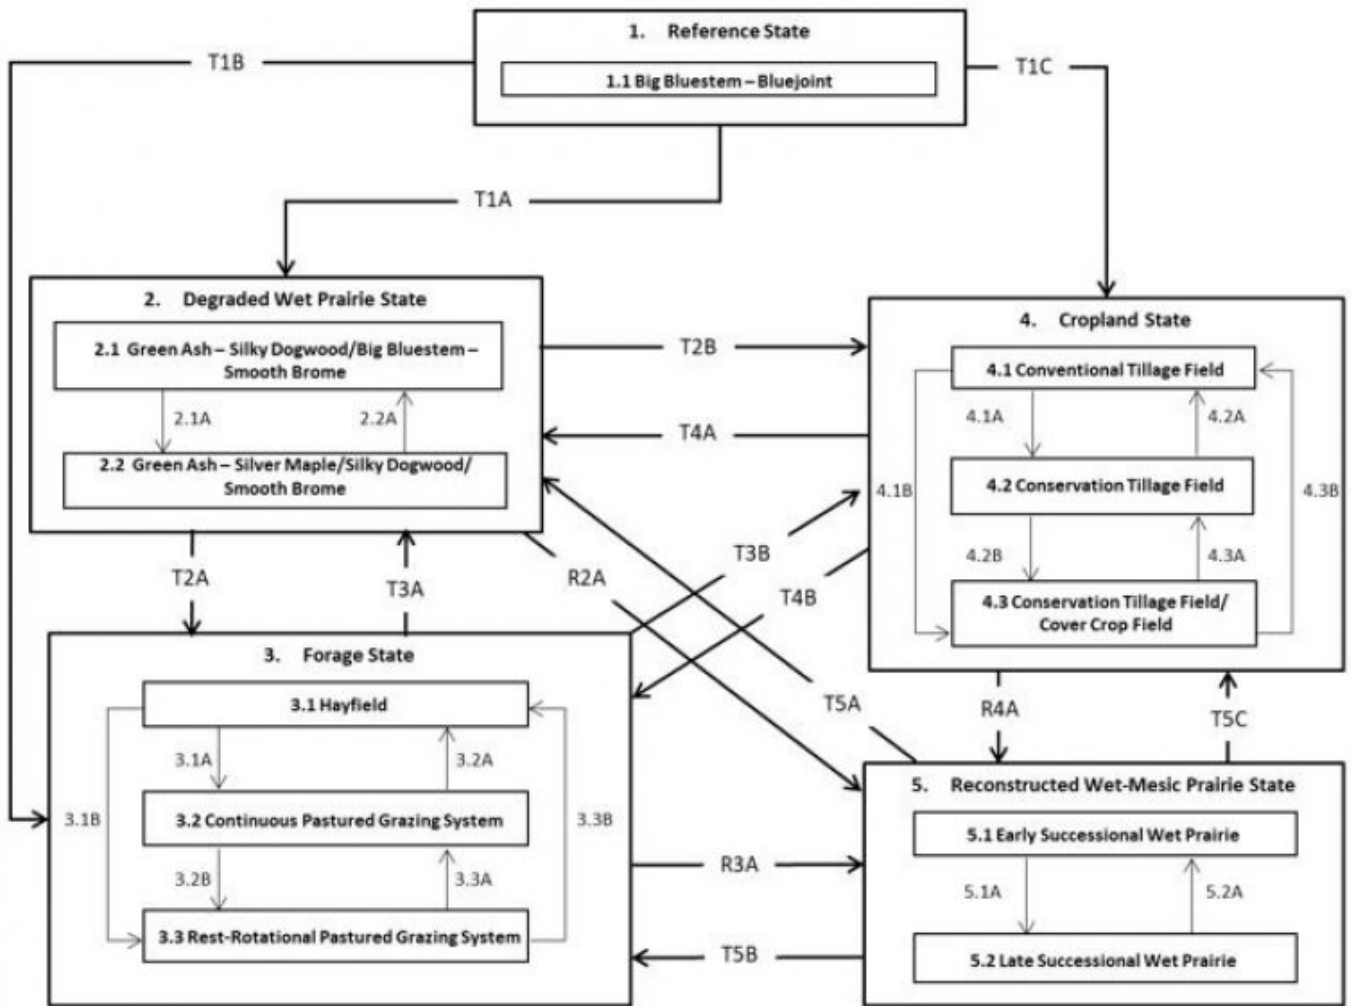 1. Reference State
T1B
T1C
1.1 Big Bluestem – Bluejoint
T1A
2. Degraded Wet Prairie State
2.1 Green Ash – Silky Dogwood/Big Bluestem –
Smooth Brome
2.1A
2.2A
2.2 Green Ash – Silver Maple/Silky Dogwood/
Smooth Brome
T2B
T4A
4. Cropland State
4.1 Conventional Tillage Field
4.1A
4.2A
4.1B
4.2 Conservation Tillage Field
4.3B
4.2B
4.3A
4.3 Conservation Tillage Field/
Cover Crop Field
T2A
T3A
R2A
T3B
T4B
T5A
R4A
T5C
3. Forage State
3.1 Hayfield
3.1A
3.2A
3.1B
3.2 Continuous Pastured Grazing System
3.3B
3.2B
3.3A
3.3 Rest-Rotational Pastured Grazing System
R3A
T5B
5. Reconstructed Wet-Mesic Prairie State
5.1 Early Successional Wet Prairie
5.1A
5.2A
5.2 Late Successional Wet Prairie